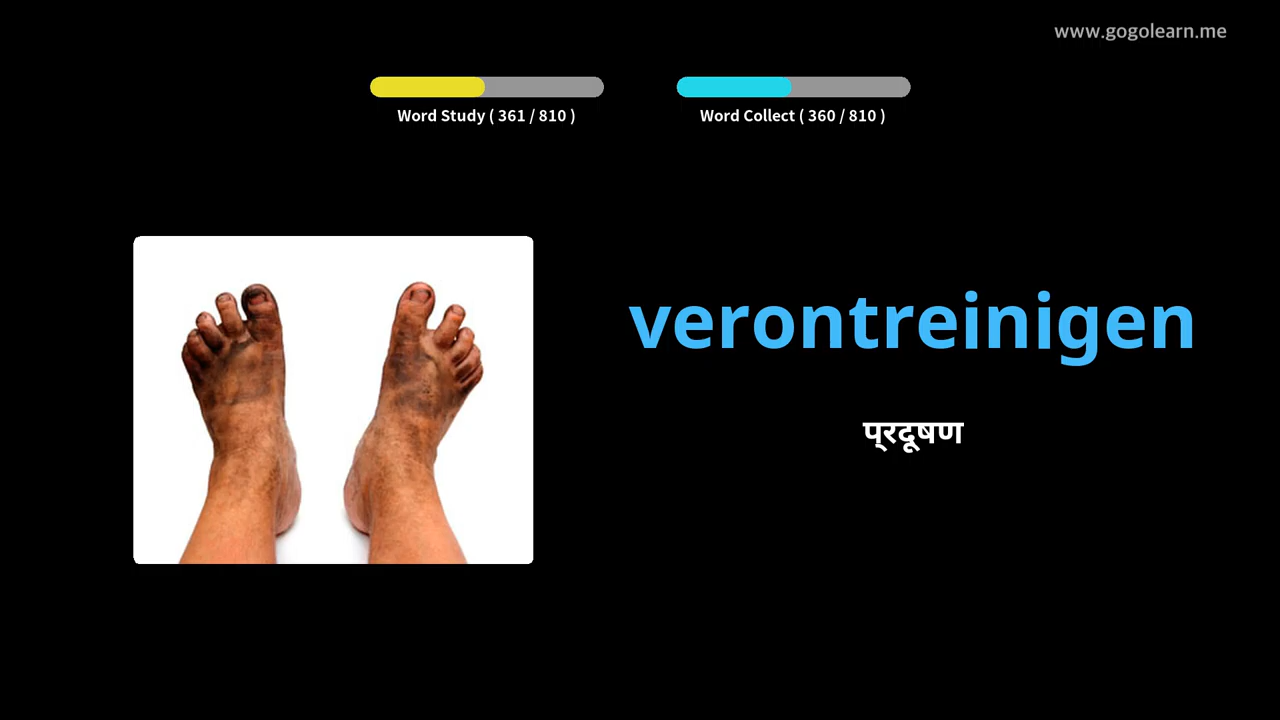 www.gogolearn.me
Word Study ( 361 / 810 )
Word Collect ( 360 / 810 )
verontreinigen
प्रदूषण